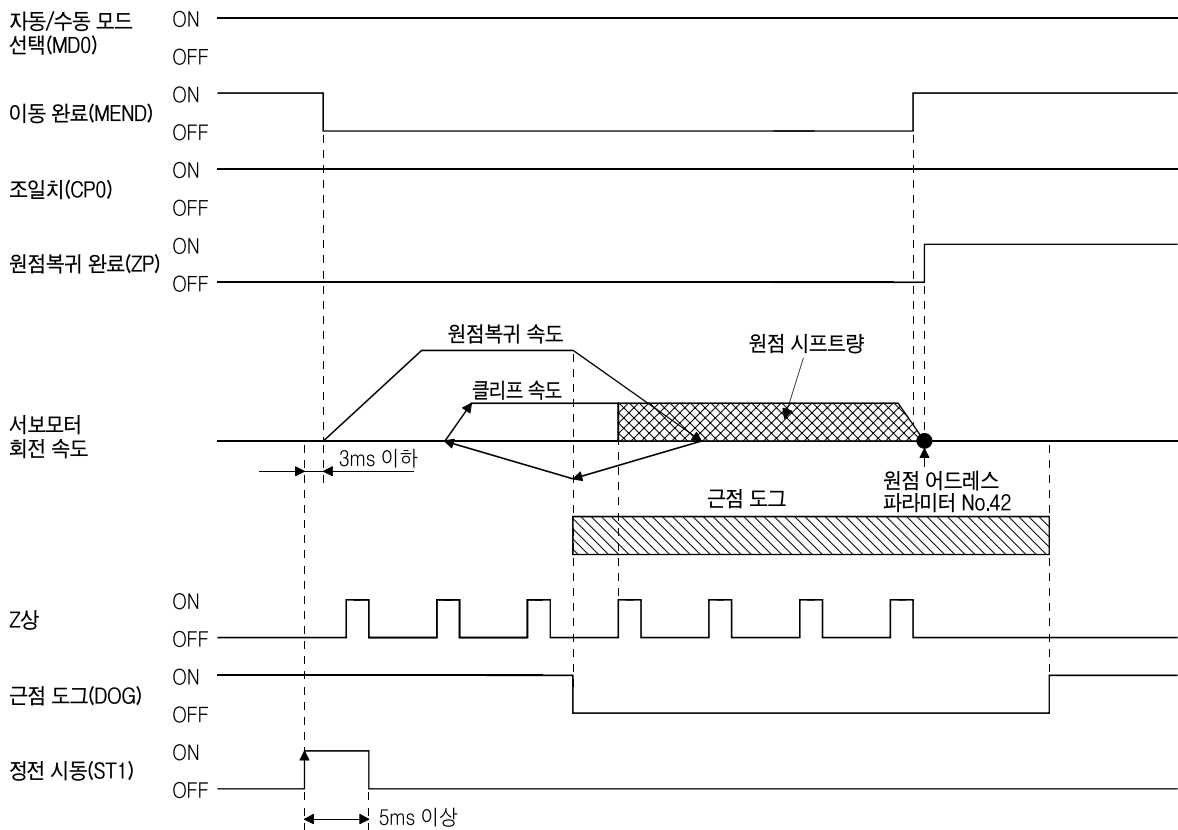 자동/수동 모드
선택(MD0)
ON
OFF
이동 완료(MEND)
ON
OFF
조일치(CP0)
ON
OFF
원점복귀 완료(ZP)
ON
OFF
원점복귀 속도
원점 시프트량
클리프 속도
서보모터
회전 속도
3ms 이하
원점 어드레스
파라미터 No.42
근점 도그
Z상
ON
OFF
근점 도그(DOG)
ON
OFF
정전 시동(ST1)
ON
OFF
5ms 이상